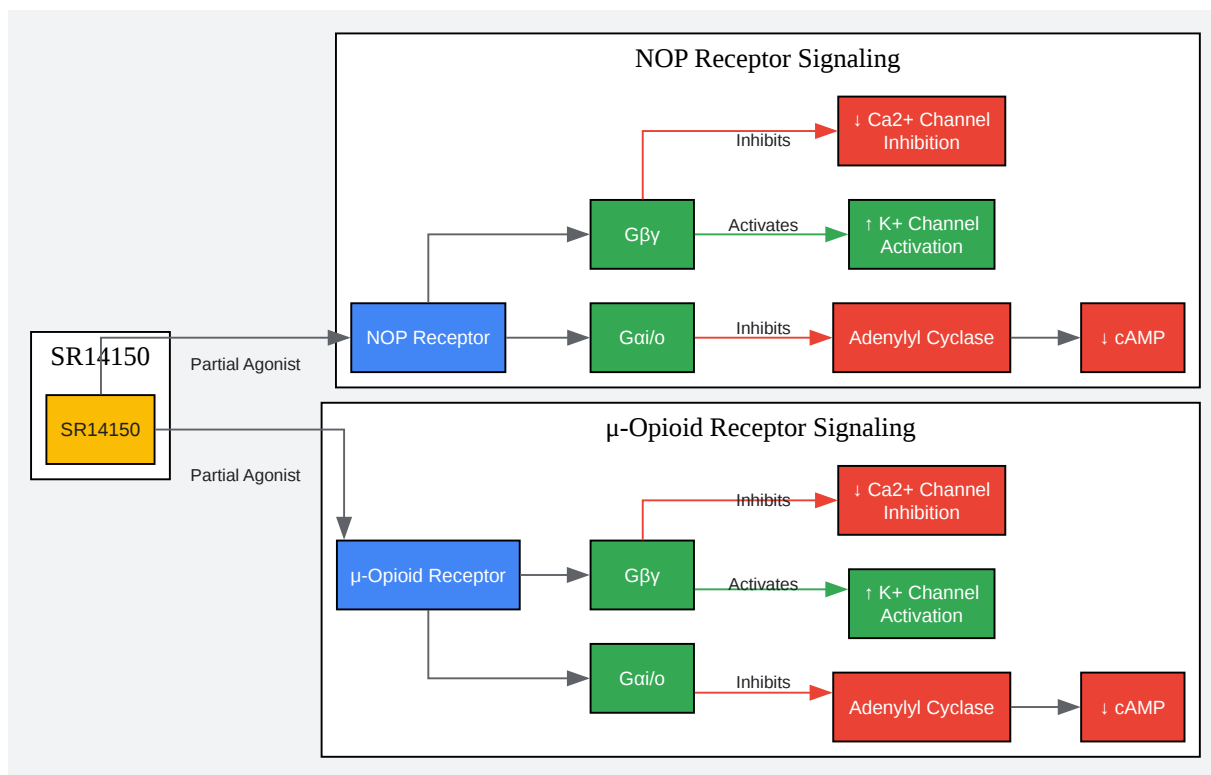 NOP Receptor Signaling
↓ Ca2+ Channel
Inhibition
Inhibits
Gβγ
Activates
↑ K+ Channel
Activation
NOP Receptor
Gαi/o
Inhibits
Adenylyl Cyclase
↓ cAMP
SR14150
Partial Agonist
SR14150
Partial Agonist
μ-Opioid Receptor Signaling
↓ Ca2+ Channel
Inhibition
Inhibits
μ-Opioid Receptor
Gβγ
Activates
↑ K+ Channel
Activation
Gαi/o
Inhibits
Adenylyl Cyclase
↓ cAMP